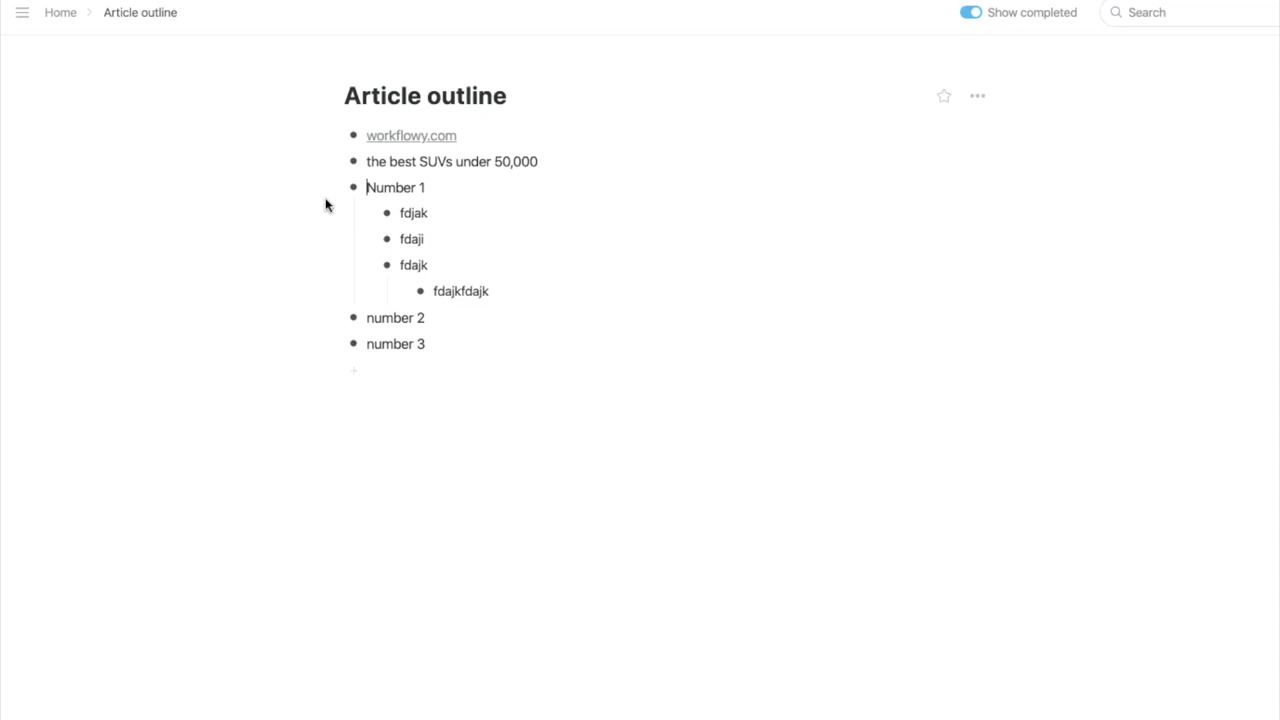 Home > Article outline
Show completed
Search
Article outline
workflowy.com
the best SUVs under 50,000
Number 1
fdjak
fdaji
fdajk
fdajkfdajk
number 2
number 3